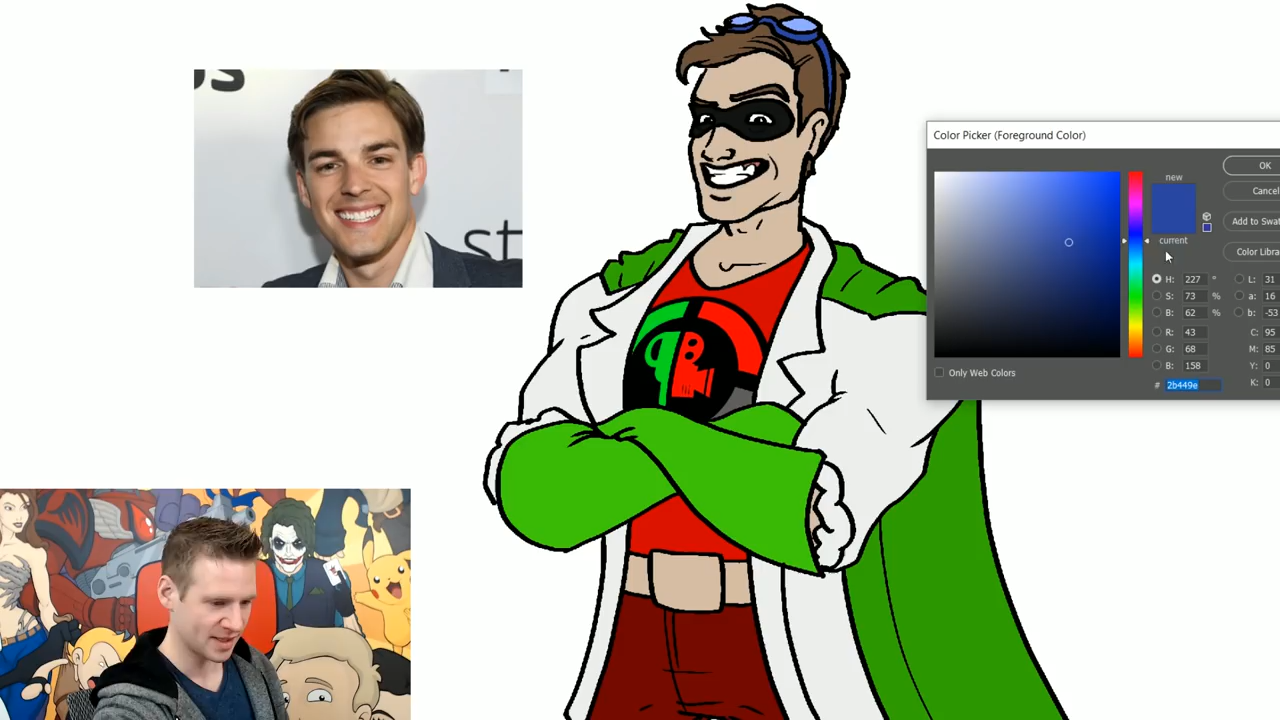 st
Color Picker (Foreground Color)
OK
Cancel
new
Add to Swat
current
Color Libra
H: 227 °
L: 31
S: 73 %
a: 16
B: 62 %
b: -53
R: 43
C: 95
G: 68
M: 85
B: 158
Y: 0
# 2b449e
K: 0
Only Web Colors